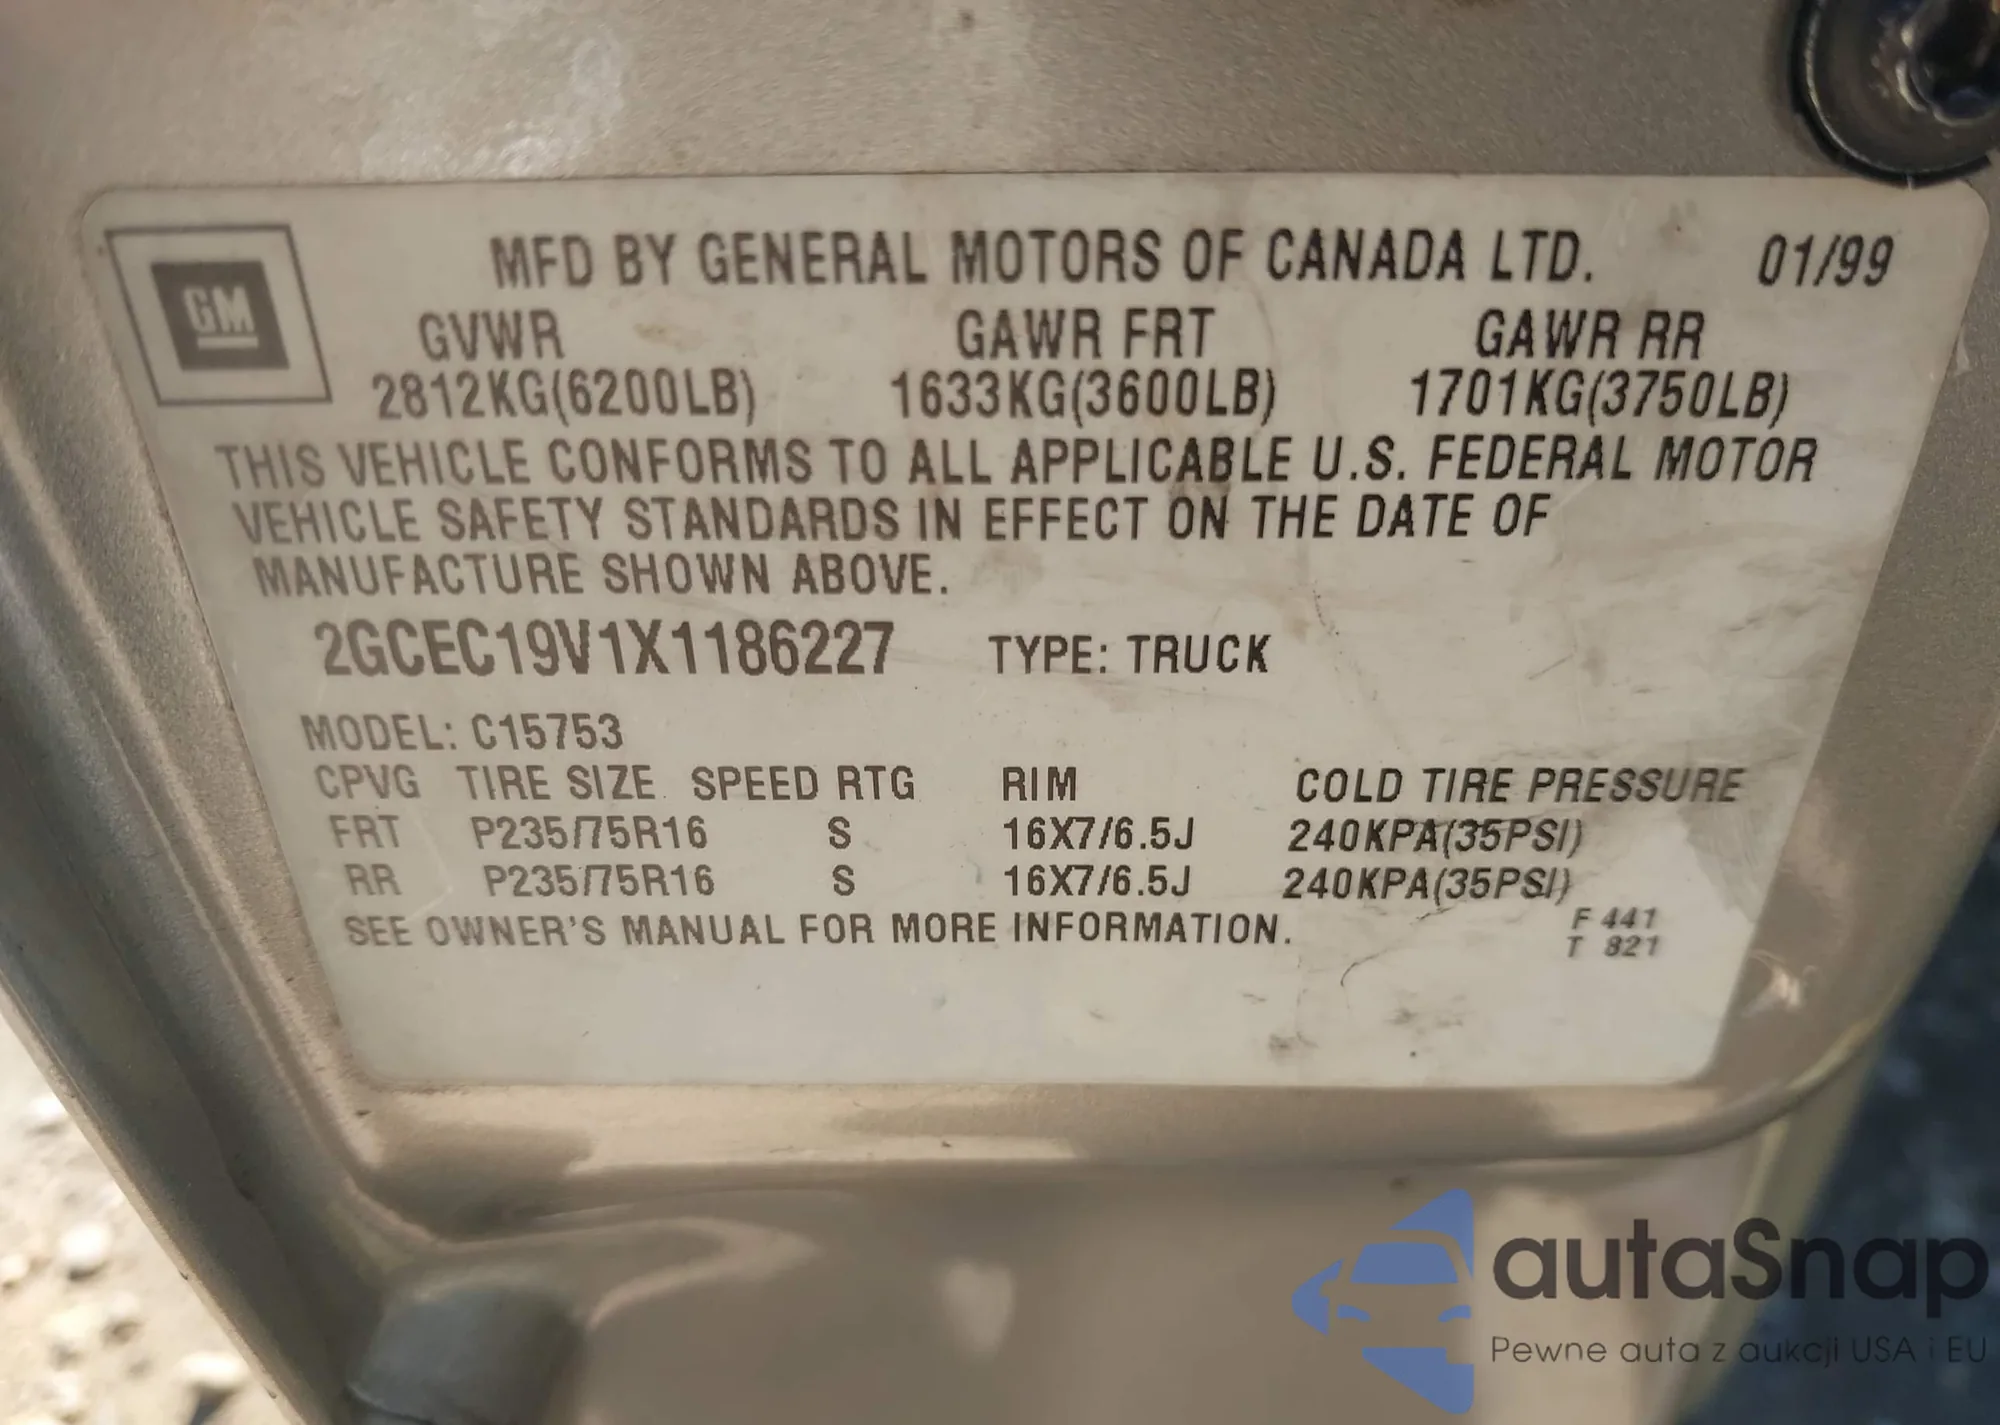 GM
MFD BY GENERAL MOTORS OF CANADA LTD. 01/99
GVWR GAWR FRT GAWR RR
2812KG(6200LB) 1633KG(3600LB) 1701KG(3750LB)
THIS VEHICLE CONFORMS TO ALL APPLICABLE U.S. FEDERAL MOTOR
VEHICLE SAFETY STANDARDS IN EFFECT ON THE DATE OF
MANUFACTURE SHOWN ABOVE.
2GCEC19V1X1186227 TYPE: TRUCK
MODEL: C15753
CPVG TIRE SIZE SPEED RTG RIM COLD TIRE PRESSURE
FRT P235/75R16 S 16X7/6.5J 240KPA(35PSI)
RR P235/75R16 S 16X7/6.5J 240KPA(35PSI)
SEE OWNER'S MANUAL FOR MORE INFORMATION.
F 441
T 821
autaSnap
Pewne auta z aukcji USA i EU